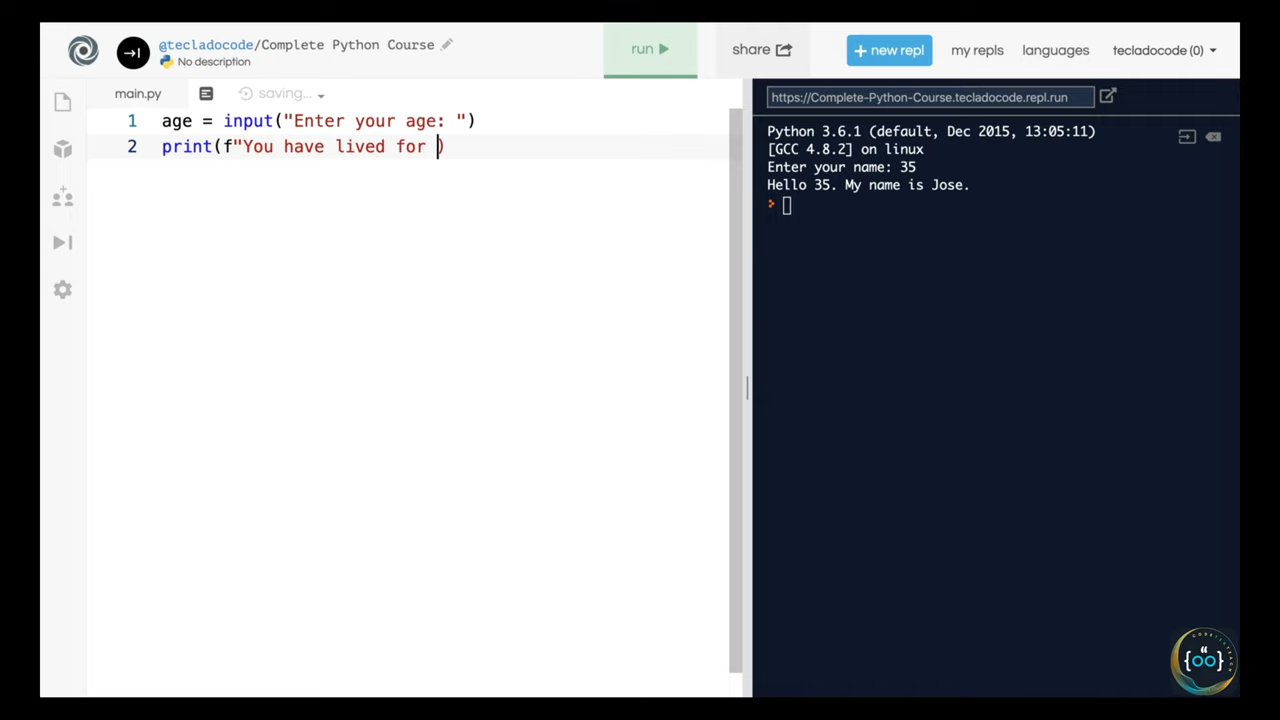 @tecladocode/Complete Python Course
No description
run
share
+ new repl
my repls
languages
tecladocode (0)
main.py
saving...
1 age = input("Enter your age: ")
2 print(f"You have lived for )
https://Complete-Python-Course.tecladocode.repl.run
Python 3.6.1 (default, Dec 2015, 13:05:11)
[GCC 4.8.2] on linux
Enter your name: 35
Hello 35. My name is Jose.